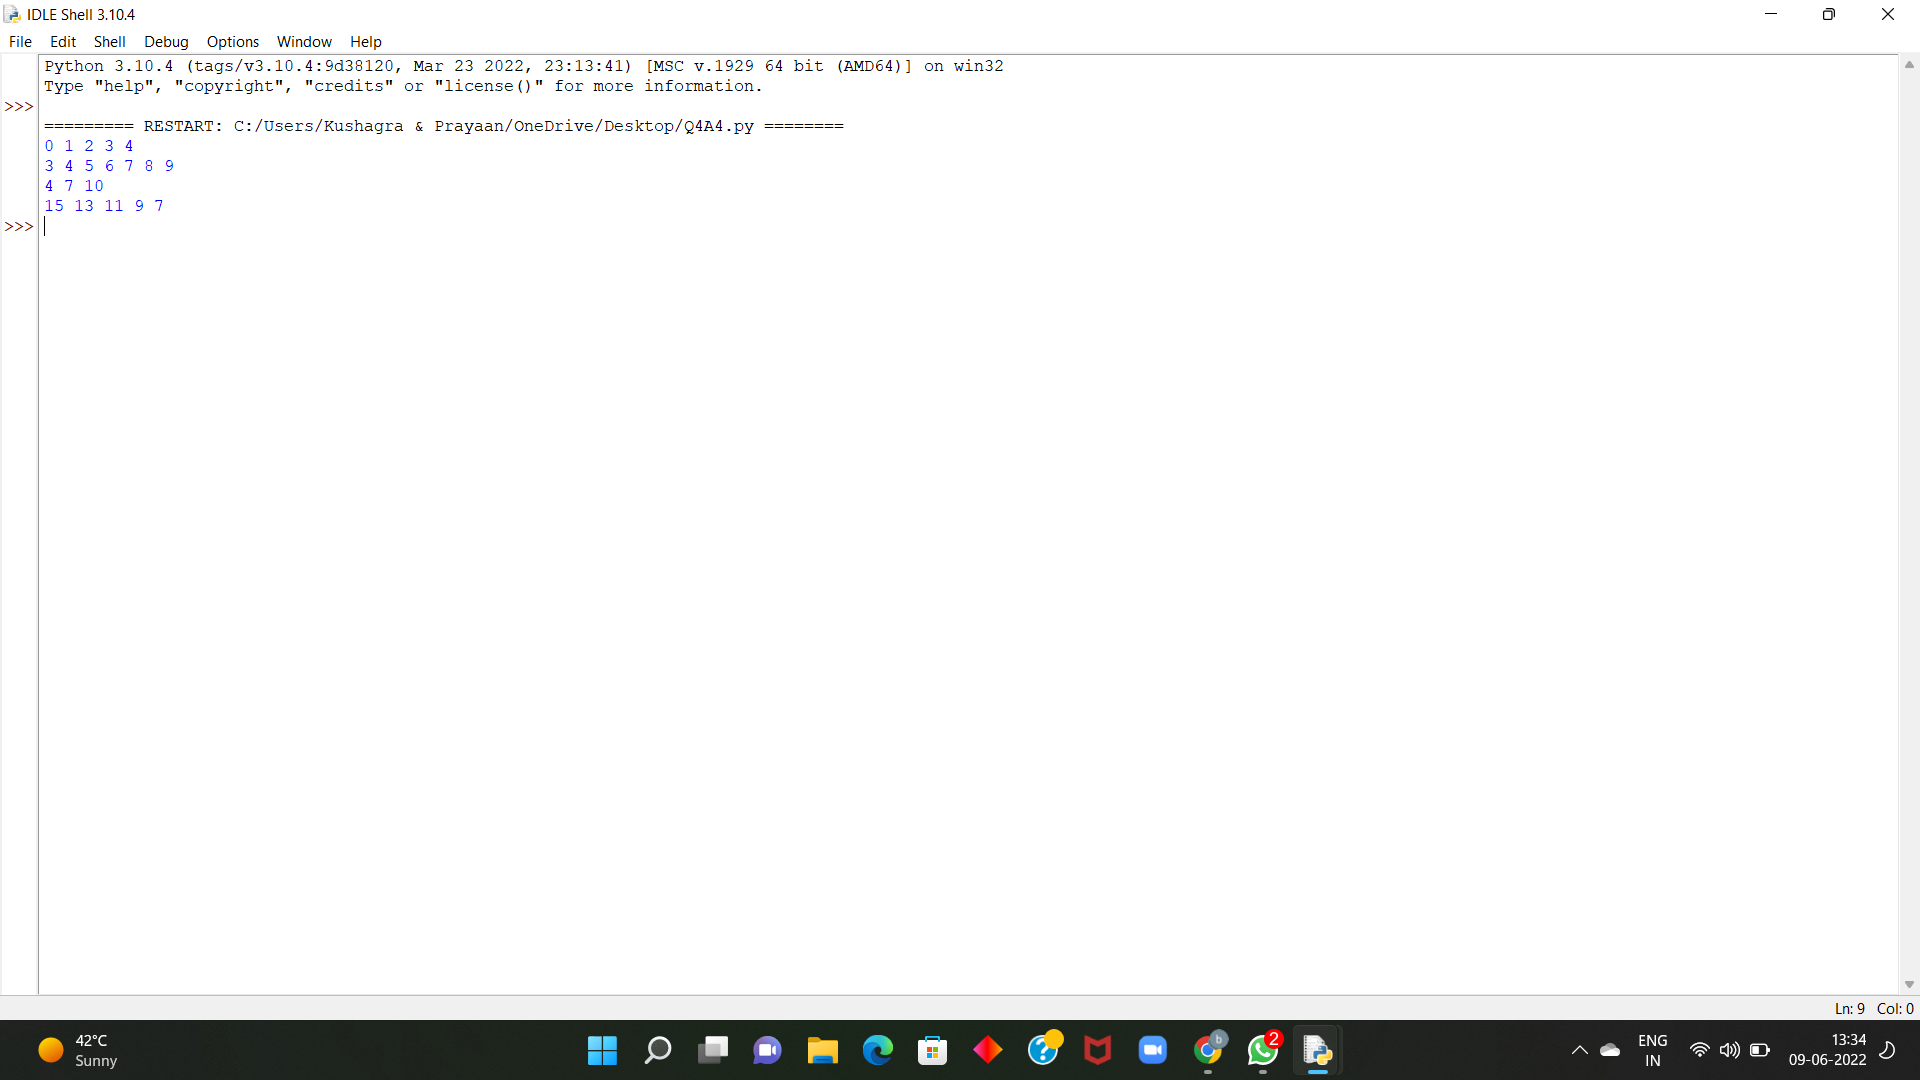 IDLE Shell 3.10.4
File Edit Shell Debug Options Window Help
Python 3.10.4 (tags/v3.10.4:9d38120, Mar 23 2022, 23:13:41) [MSC v.1929 64 bit (AMD64)] on win32
Type "help", "copyright", "credits" or "license()" for more information.
>>>
========= RESTART: C:/Users/Kushagra & Prayaan/OneDrive/Desktop/Q4A4.py ========
0 1 2 3 4
3 4 5 6 7 8 9
4 7 10
15 13 11 9 7
>>>
Ln: 9 Col: 0
42°C
Sunny
b
2
ENG
IN
13:34
09-06-2022